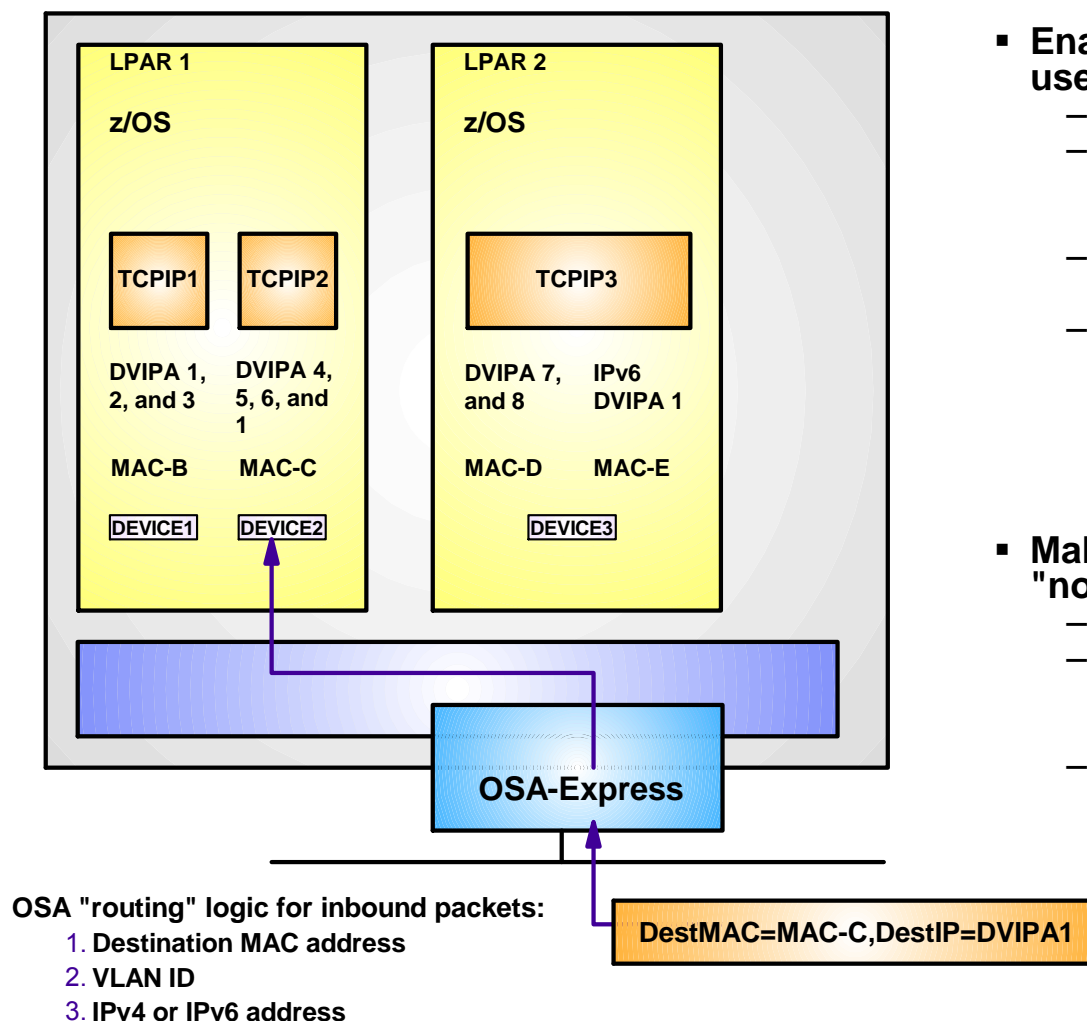 LPAR 1
z/OS
TCPIP1
TCPIP2
DVIPA 1,
2, and 3
DVIPA 4,
5, 6, and
1
MAC-B
MAC-C
DEVICE1
DEVICE2
LPAR 2
z/OS
TCPIP3
DVIPA 7,
and 8
IPv6
DVIPA 1
MAC-D
MAC-E
DEVICE3
OSA-Express
DestMAC=MAC-C,DestIP=DVIPA1
OSA "routing" logic for inbound packets:
1. Destination MAC address
2. VLAN ID
3. IPv4 or IPv6 address
▪ Ena
use
–
–
–
–
▪
"no
–
–
–